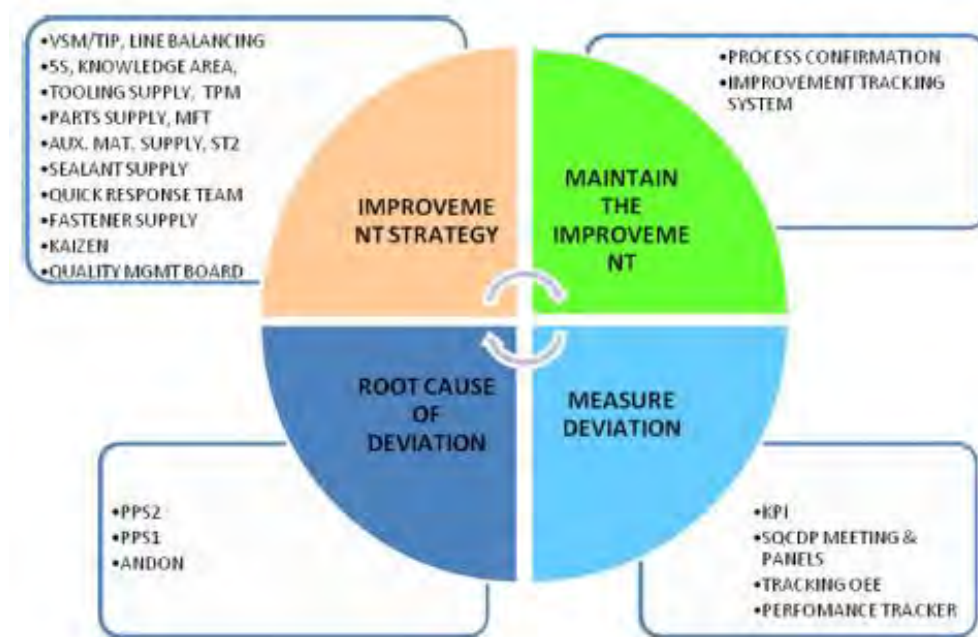 •VSM/TIP, LINE BALANCING
•5S, KNOWLEDGE AREA,
•TOOLING SUPPLY, TPM
•PARTS SUPPLY, MFT
•AUX. MAT. SUPPLY, ST2
•SEALANT SUPPLY
•QUICK RESPONSE TEAM
•FASTENER SUPPLY
•KAIZEN
•QUALITY MGMT BOARD
IMPROVEME
NT STRATEGY
•PROCESS CONFIRMATION
•IMPROVEMENT TRACKING
SYSTEM
MAINTAIN
THE
IMPROVEME
NT
ROOT CAUSE
OF
DEVIATION
•PPS2
•PPS1
•ANDON
MEASURE
DEVIATION
•KPI
•SQCDP MEETING &
PANELS
•TRACKING OEE
•PERFOMANCE TRACKER